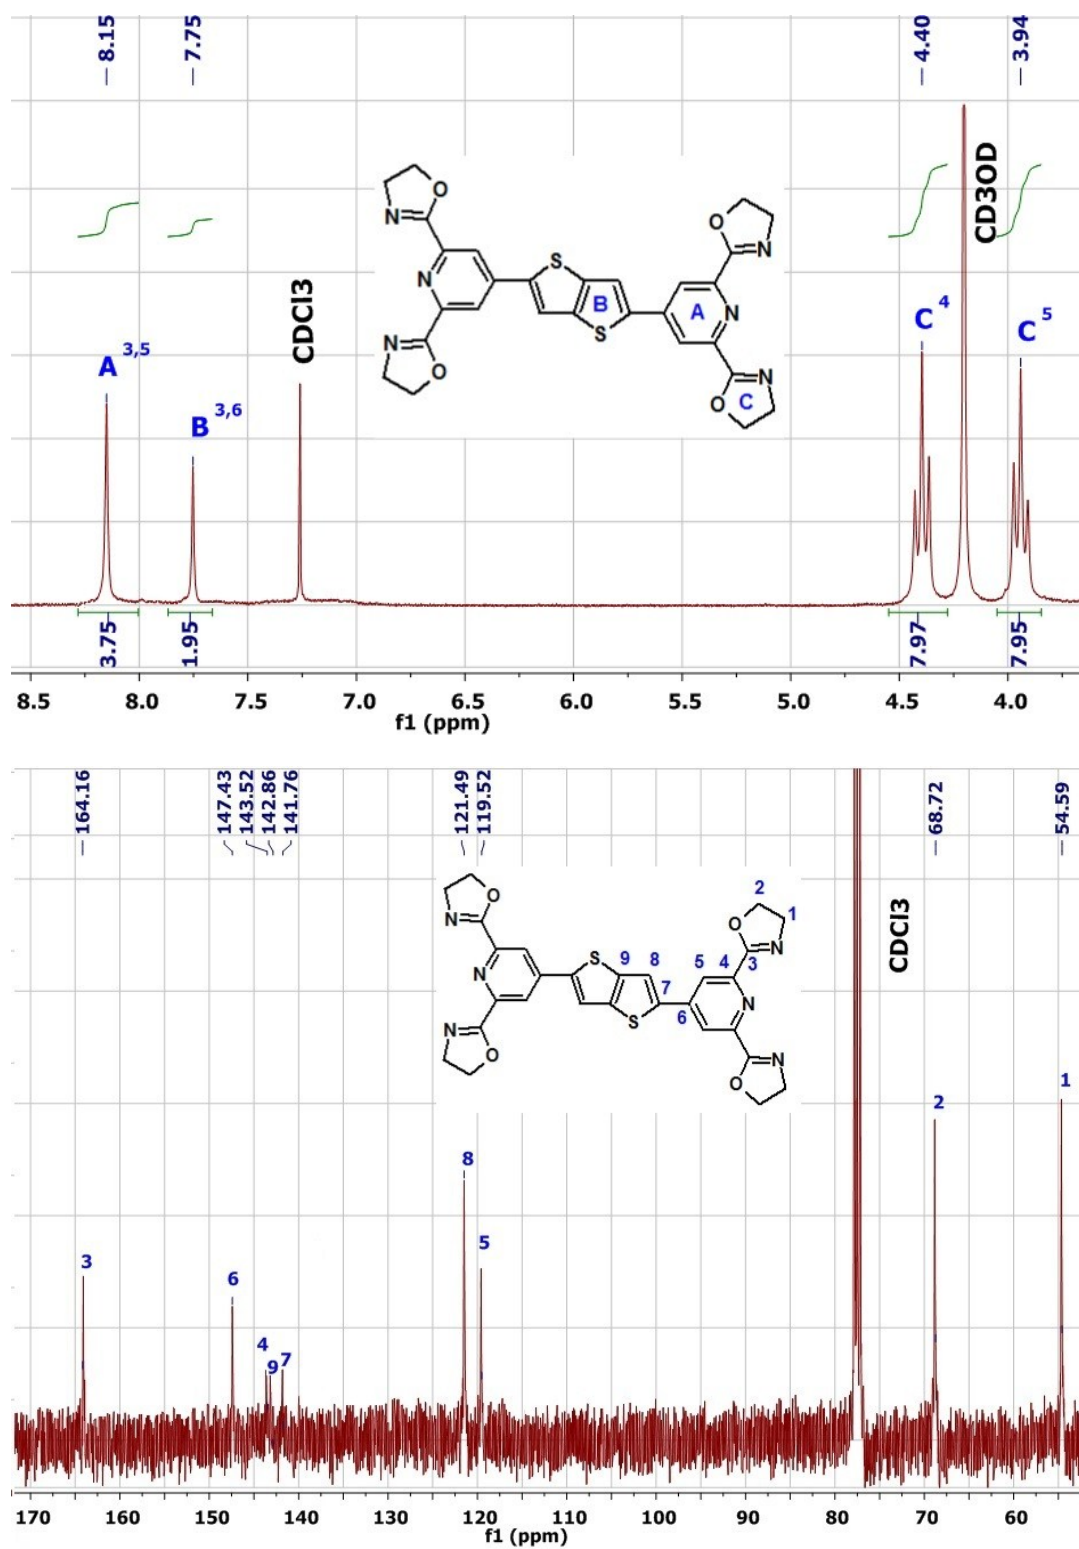 8.15
7.75
4.40
3.94
CDCl3
CD3OD
A 3,5
B 3,6
C 4
C 5
O
N
N
N
O
S
B
S
A
O
N
N
N
O
C
3.75
1.95
7.97
7.95
8.5 8.0 7.5 7.0 6.5 6.0 5.5 5.0 4.5 4.0
f1 (ppm)
164.16
147.43
143.52
142.86
141.76
121.49
119.52
68.72
54.59
CDCl3
O
N
N
N
O
S
9
8
S
7
6
5
4
3
2
1
O
N
N
N
O
3
6
4
9
7
8
5
2
1
170 160 150 140 130 120 110 100 90 80 70 60
f1 (ppm)